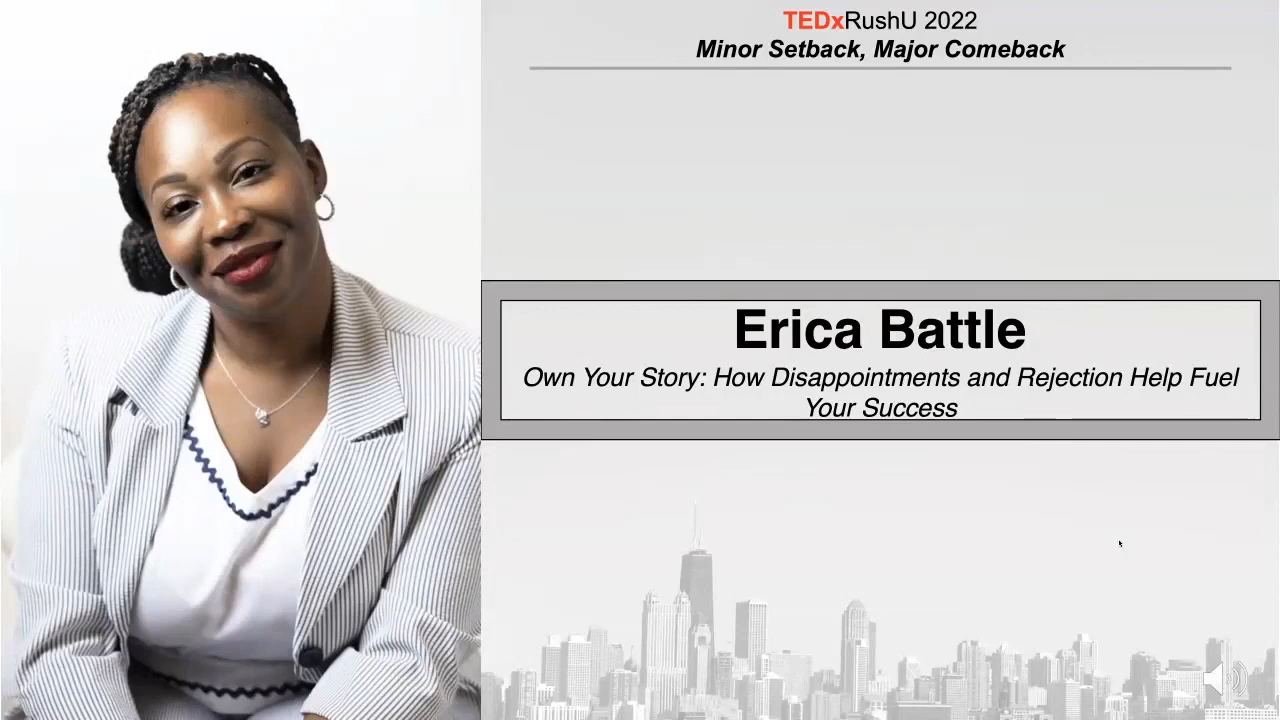 TEDxRushU 2022
Minor Setback, Major Comeback
Erica Battle
Own Your Story: How Disappointments and Rejection Help Fuel
Your Success